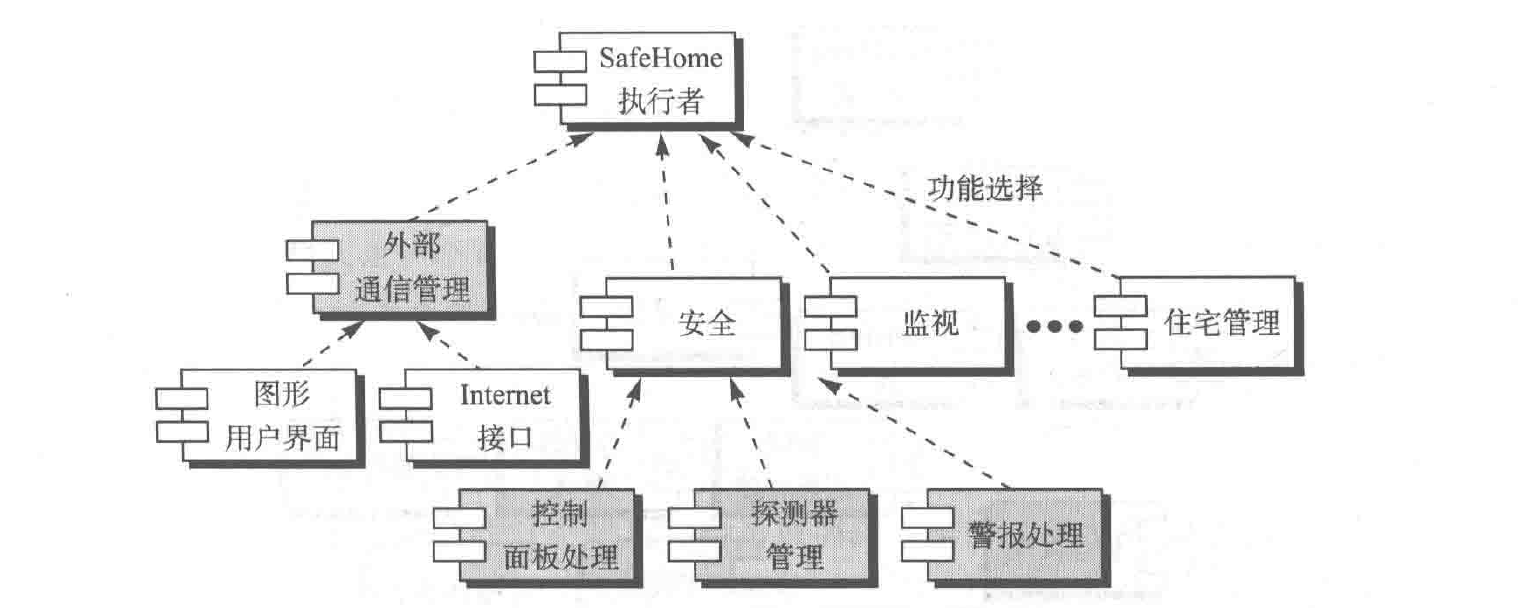 SafeHome
执行者
功能选择
外部
通信管理
安全
监视
住宅管理
图形
用户界面
Internet
接口
控制
面板处理
探测器
管理
警报处理